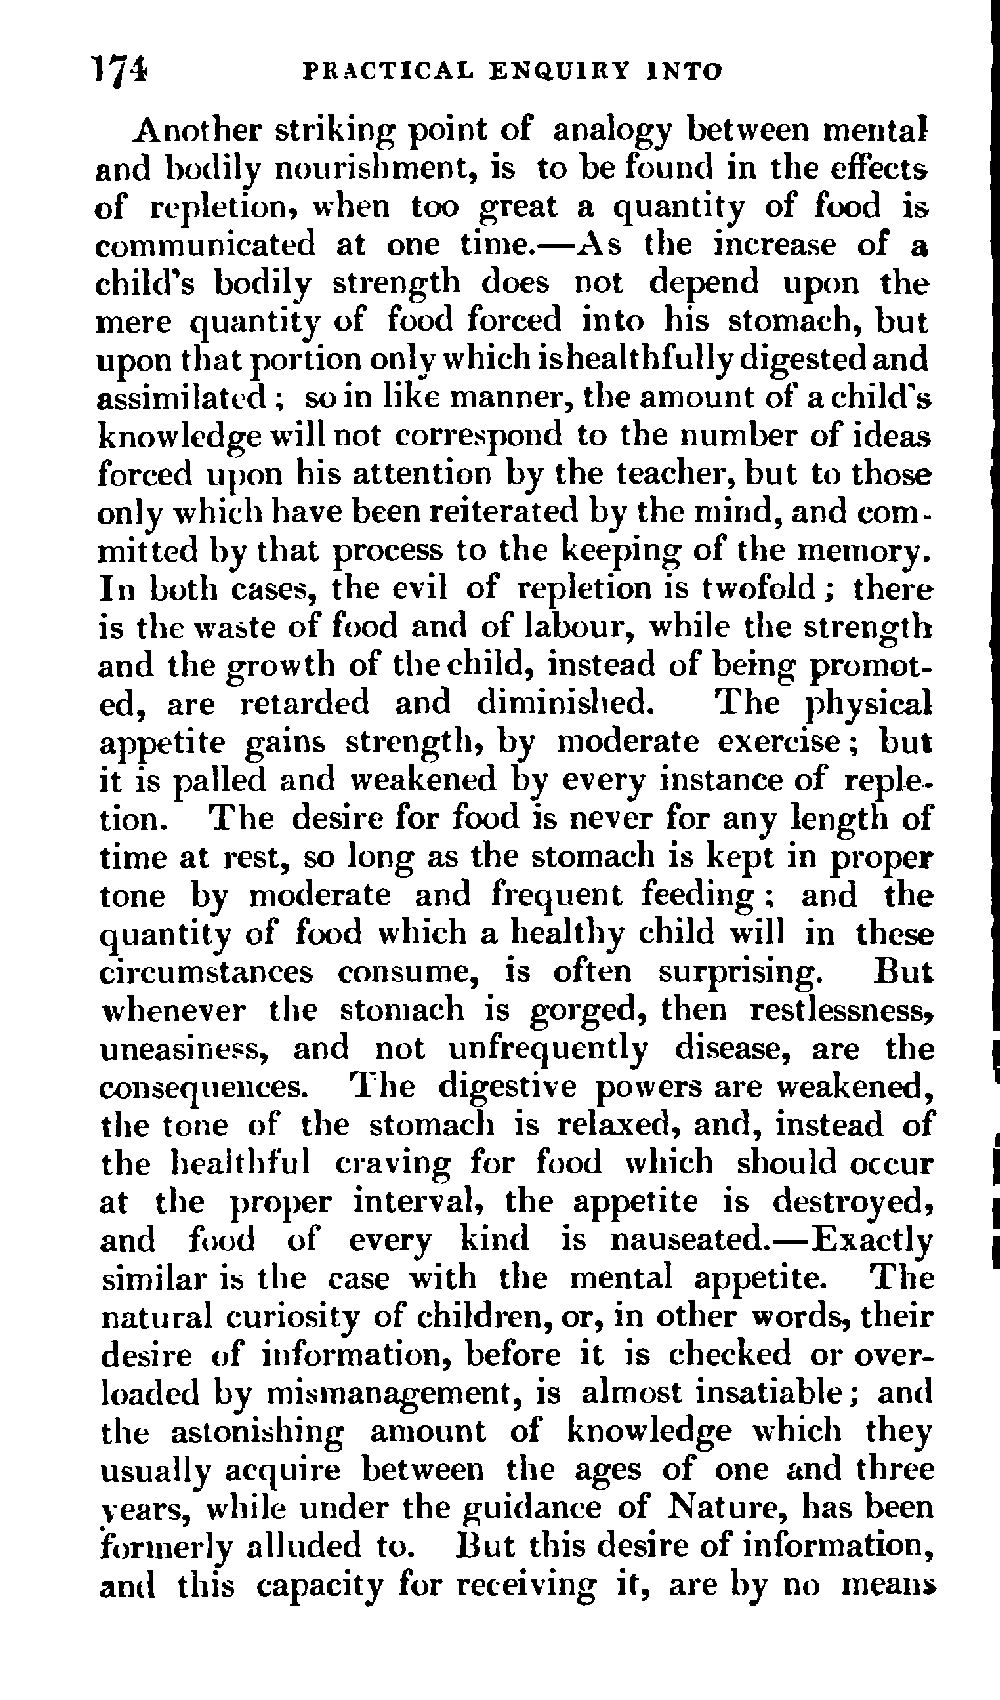 174 PRACTICAL ENQUIRY INTO
Another striking point of analogy between mental
and bodily nourishment, is to be found in the effects
of repletion, when too great a quantity of food is
communicated at one time.—As the increase of a
child's bodily strength does not depend upon the
mere quantity of food forced into his stomach, but
upon that portion only which is healthfully digested and
assimilated ; so in like manner, the amount of a child's
knowledge will not correspond to the number of ideas
forced upon his attention by the teacher, but to those
only which have been reiterated by the mind, and com-
mitted by that process to the keeping of the memory.
In both cases, the evil of repletion is twofold ; there
is the waste of food and of labour, while the strength
and the growth of the child, instead of being promot-
ed, are retarded and diminished. The physical
appetite gains strength, by moderate exercise ; but
it is palled and weakened by every instance of reple-
tion. The desire for food is never for any length of
time at rest, so long as the stomach is kept in proper
tone by moderate and frequent feeding ; and the
quantity of food which a healthy child will in these
circumstances consume, is often surprising. But
whenever the stomach is gorged, then restlessness,
uneasiness, and not unfrequently disease, are the
consequences. The digestive powers are weakened,
the tone of the stomach is relaxed, and, instead of
the healthful craving for food which should occur
at the proper interval, the appetite is destroyed,
and food of every kind is nauseated.—Exactly
similar is the case with the mental appetite. The
natural curiosity of children, or, in other words, their
desire of information, before it is checked or over-
loaded by mismanagement, is almost insatiable ; and
the astonishing amount of knowledge which they
usually acquire between the ages of one and three
years, while under the guidance of Nature, has been
formerly alluded to. But this desire of information,
and this capacity for receiving it, are by no means